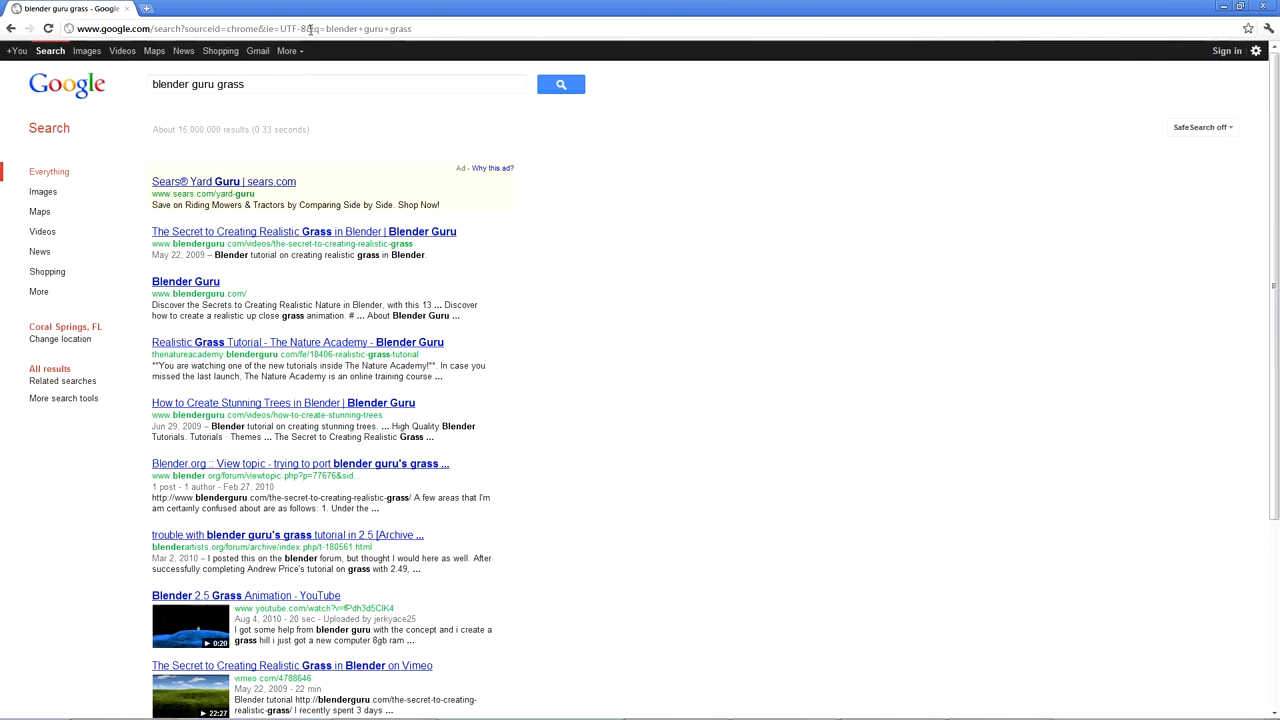 blender guru grass - Google
www.google.com/search?sourceid=chrome&ie=UTF-8&q=blender+guru+grass
+You Search Images Videos Maps News Shopping Gmail More Sign in
Google
blender guru grass
Search
About 15,000,000 results (0.33 seconds)
SafeSearch off
Everything
Images
Maps
Videos
News
Shopping
More
Coral Springs, FL
Change location
All results
Related searches
More search tools
Ad - Why this ad?
Sears® Yard Guru | sears.com
www.sears.com/yard-guru
Save on Riding Mowers & Tractors by Comparing Side by Side. Shop Now!
The Secret to Creating Realistic Grass in Blender | Blender Guru
www.blenderguru.com/videos/the-secret-to-creating-realistic-grass
May 22, 2009 – Blender tutorial on creating realistic grass in Blender.
Blender Guru
www.blenderguru.com/
Discover the Secrets to Creating Realistic Nature in Blender, with this 13 ... Discover
how to create a realistic up close grass animation. # ... About Blender Guru ...
Realistic Grass Tutorial - The Nature Academy - Blender Guru
thenatureacademy.blenderguru.com/fe/18406-realistic-grass-tutorial
**You are watching one of the new tutorials inside The Nature Academy!**. In case you
missed the last launch, The Nature Academy is an online training course ...
How to Create Stunning Trees in Blender | Blender Guru
www.blenderguru.com/videos/how-to-create-stunning-trees
Jun 29, 2009 – Blender tutorial on creating stunning trees. ... High Quality Blender
Tutorials. Tutorials · Themes ... The Secret to Creating Realistic Grass ...
Blender.org :: View topic - trying to port blender guru's grass ...
www.blender.org/forum/viewtopic.php?p=77676&sid...
1 post - 1 author - Feb 27, 2010
http://www.blenderguru.com/the-secret-to-creating-realistic-grass/ A few areas that I'm
am certainly confused about are as follows: 1. Under the ...
trouble with blender guru's grass tutorial in 2.5 [Archive ...
blenderartists.org/forum/archive/index.php/t-180561.html
Mar 2, 2010 – I posted this on the blender forum, but thought I would here as well. After
successfully completing Andrew Price's tutorial on grass with 2.49, ...
Blender 2.5 Grass Animation - YouTube
www.youtube.com/watch?v=fPdh3d5ClK4
Aug 4, 2010 - 20 sec - Uploaded by jerkyace25
I got some help from blender guru with the concept and i create a
grass hill i just got a new computer 8gb ram ...
0:20
The Secret to Creating Realistic Grass in Blender on Vimeo
vimeo.com/4788646
May 22, 2009 - 22 min
Blender tutorial http://blenderguru.com/the-secret-to-creating-
realistic-grass/ I recently spent 3 days ...
22:27